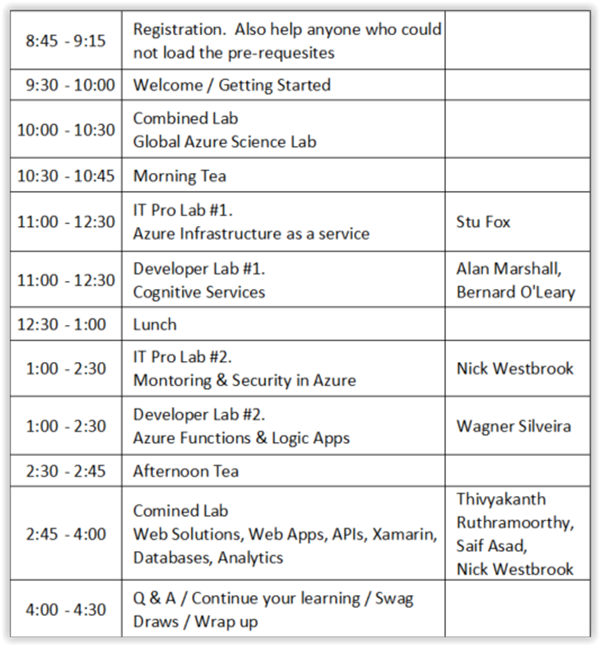 8:45 - 9:15 Registration.  Also help anyone who could
not load the pre-requesites
9:30 - 10:00 Welcome / Getting Started
10:00 - 10:30 Combined Lab
Global Azure Science Lab
10:30 - 10:45 Morning Tea
11:00 - 12:30 IT Pro Lab #1.
Azure Infrastructure as a service
Stu Fox
11:00 - 12:30 Developer Lab #1.
Cognitive Services
Alan Marshall,
Bernard O'Leary
12:30 - 1:00 Lunch
1:00 - 2:30 IT Pro Lab #2.
Montoring & Security in Azure
Nick Westbrook
1:00 - 2:30 Developer Lab #2.
Azure Functions & Logic Apps
Wagner Silveira
2:30 - 2:45 Afternoon Tea
2:45 - 4:00 Comined Lab
Web Solutions, Web Apps, APIs, Xamarin,
Databases, Analytics
Thivyakanth
Ruthramoorthy,
Saif Asad,
Nick Westbrook
4:00 - 4:30 Q & A / Continue your learning / Swag
Draws / Wrap up